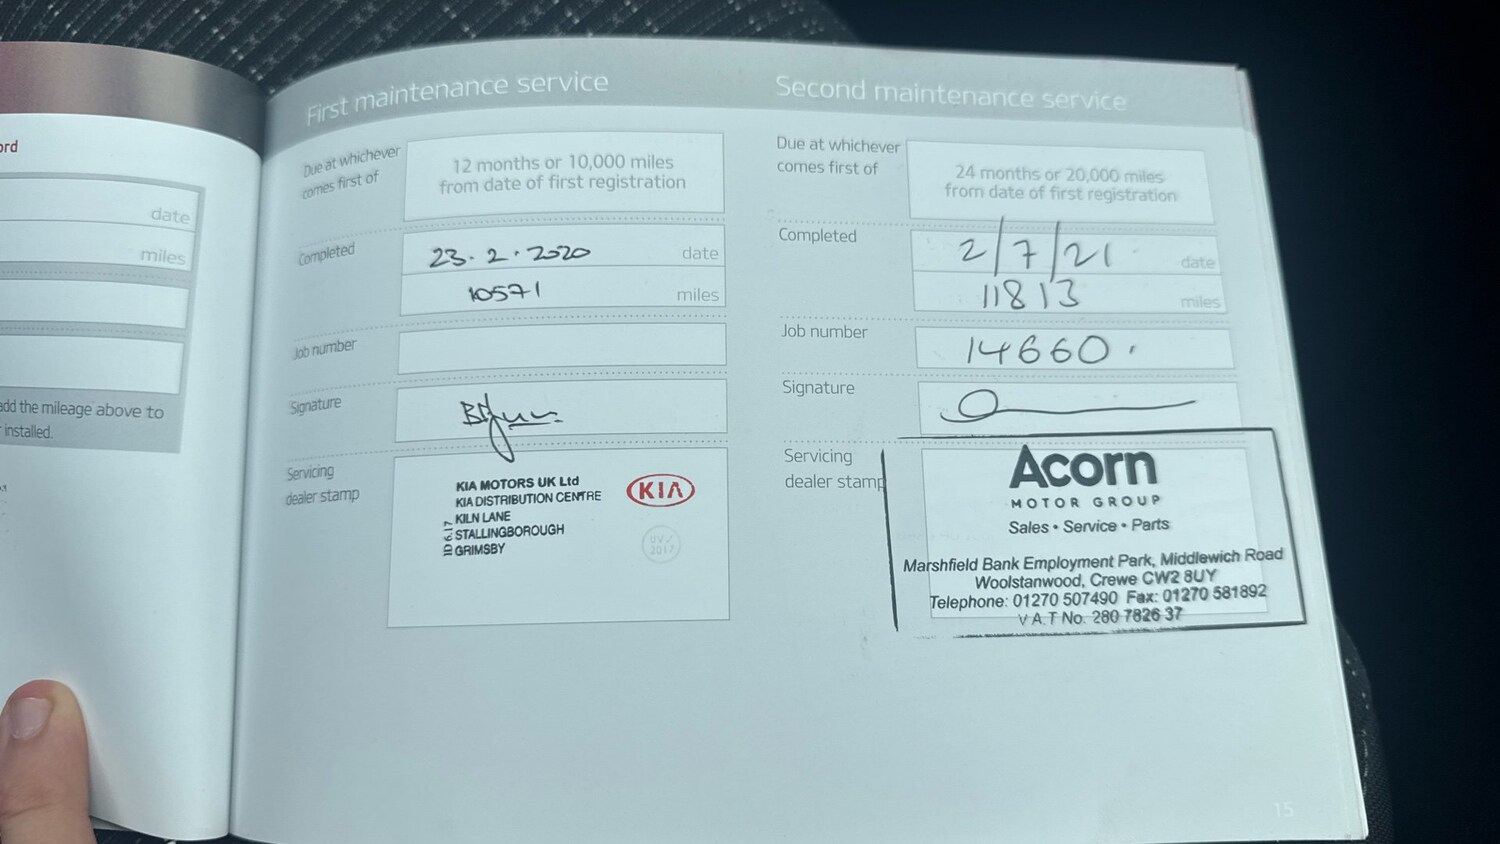 ord
date
miles
add the mileage above to
installed.
First maintenance service
Due at whichever
comes first of
12 months or 10,000 miles
from date of first registration
Completed
23.2.2020 date
10571 miles
Job number
Signature
Servicing
dealer stamp
KIA MOTORS UK Ltd
KIA DISTRIBUTION CENTRE
KILN LANE
STALLINGBOROUGH
GRIMSBY
KIA
2017
Second maintenance service
Due at whichever
comes first of
24 months or 20,000 miles
from date of first registration
Completed
2/7/21 date
11813 miles
Job number
14660
Signature
Servicing
dealer stamp
Acorn
MOTOR GROUP
Sales • Service • Parts
Marshfield Bank Employment Park, Middlewich Road
Woolstanwood, Crewe CW2 8UY
Telephone: 01270 507490 Fax: 01270 581892
V.A.T No. 280 7826 37
15